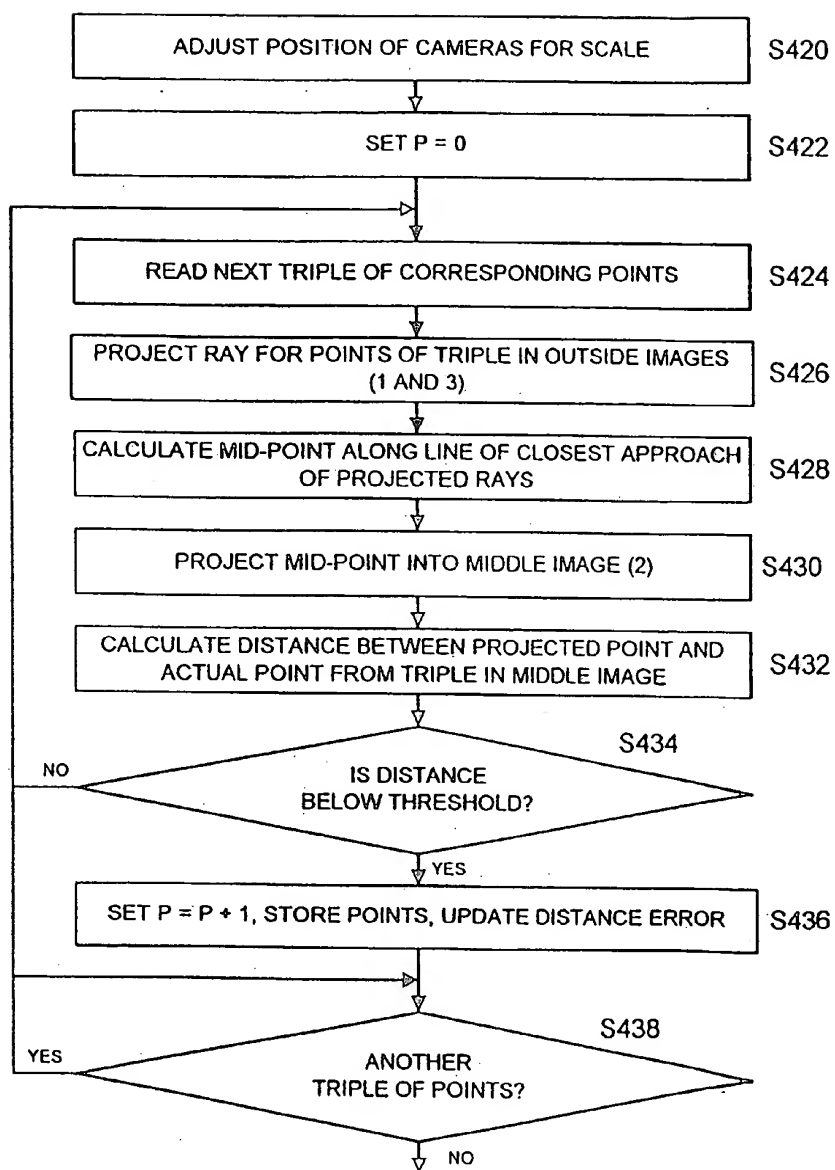 ADJUST POSITION OF CAMERAS FOR SCALE
S420
SET P = 0
S422
READ NEXT TRIPLE OF CORRESPONDING POINTS
S424
PROJECT RAY FOR POINTS OF TRIPLE IN OUTSIDE IMAGES
(1 AND 3)
S426
CALCULATE MID-POINT ALONG LINE OF CLOSEST APPROACH
OF PROJECTED RAYS
S428
PROJECT MID-POINT INTO MIDDLE IMAGE (2)
S430
CALCULATE DISTANCE BETWEEN PROJECTED POINT AND
ACTUAL POINT FROM TRIPLE IN MIDDLE IMAGE
S432
S434
NO
IS DISTANCE
BELOW THRESHOLD?
YES
SET P = P + 1, STORE POINTS, UPDATE DISTANCE ERROR
S436
S438
YES
ANOTHER
TRIPLE OF POINTS?
NO